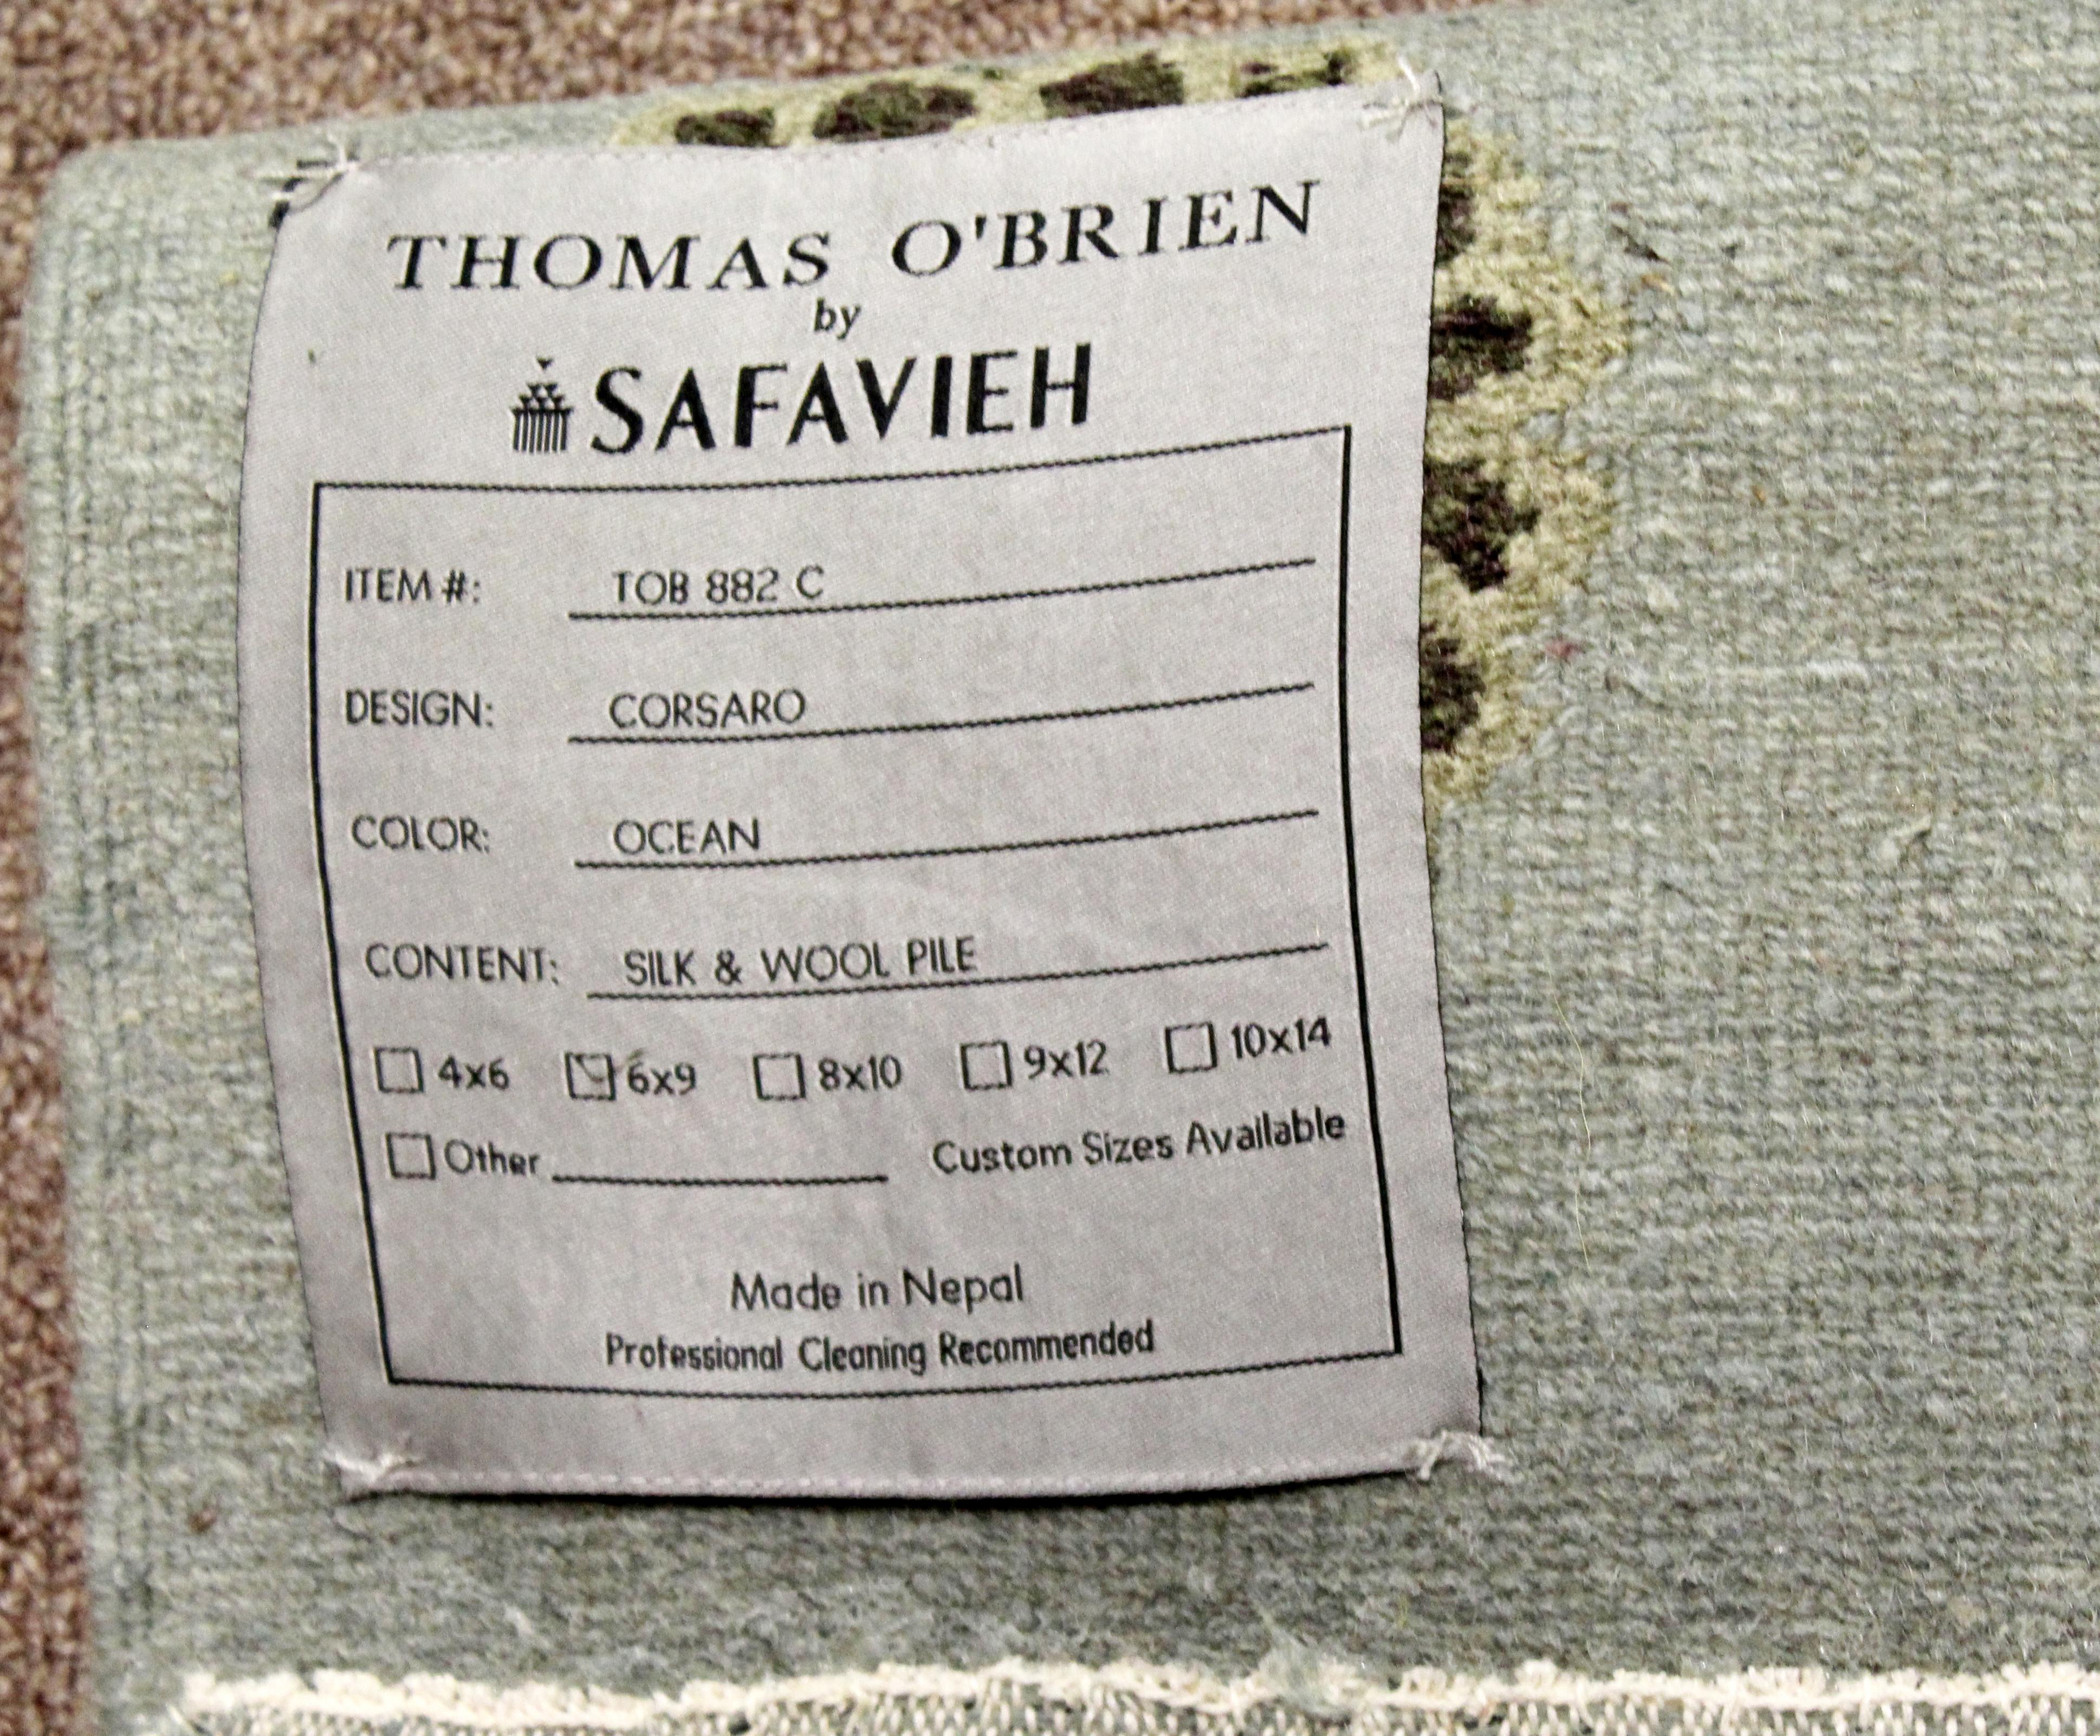 THOMAS O'BRIEN
by
SAFAVIEH
ITEM #: TOB 882 C
DESIGN: CORSARO
COLOR: OCEAN
CONTENT: SILK & WOOL PILE
4x6 6x9 8x10 9x12 10x14
Other Custom Sizes Available
Made in Nepal
Professional Cleaning Recommended